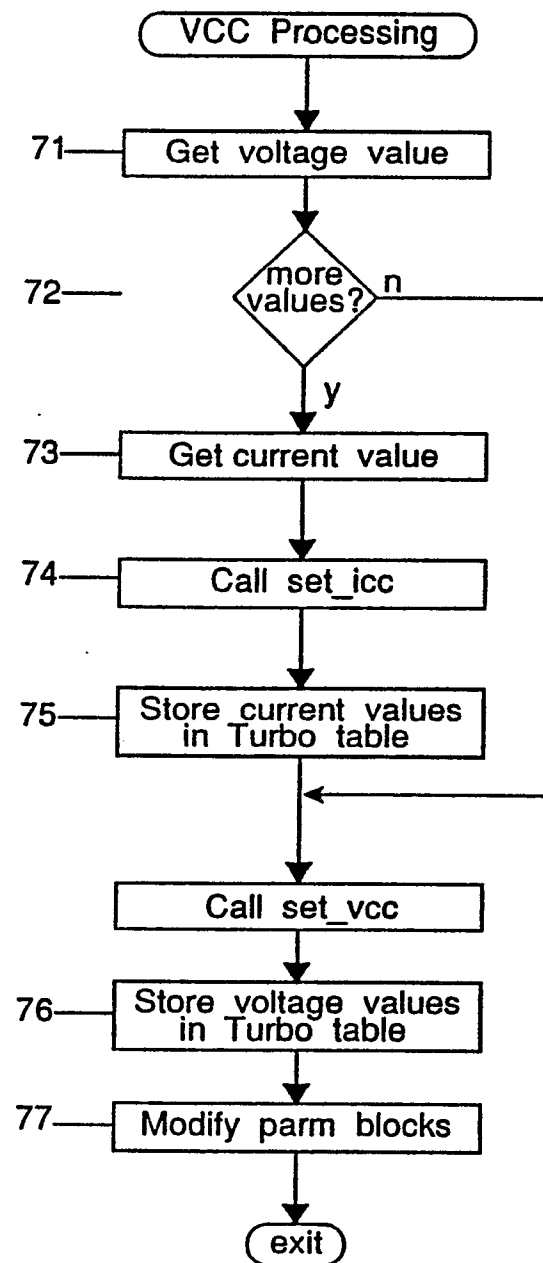 VCC Processing
71
Get voltage value
72
more
values?
n
y
73
Get current value
74
Call set_icc
75
Store current values
in Turbo table
Call set_vcc
76
Store voltage values
in Turbo table
77
Modify parm blocks
exit